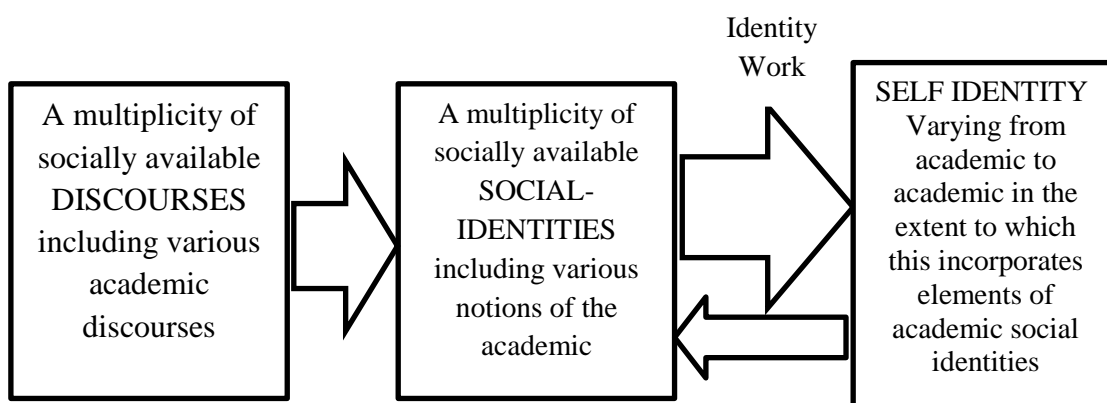 Identity
Work
A multiplicity of
socially available
DISCOURSES
including various
academic
discourses
A multiplicity of
socially available
SOCIAL-
IDENTITIES
including various
notions of the
academic
SELF IDENTITY
Varying from
academic to
academic in the
extent to which
this incorporates
elements of
academic social
identities